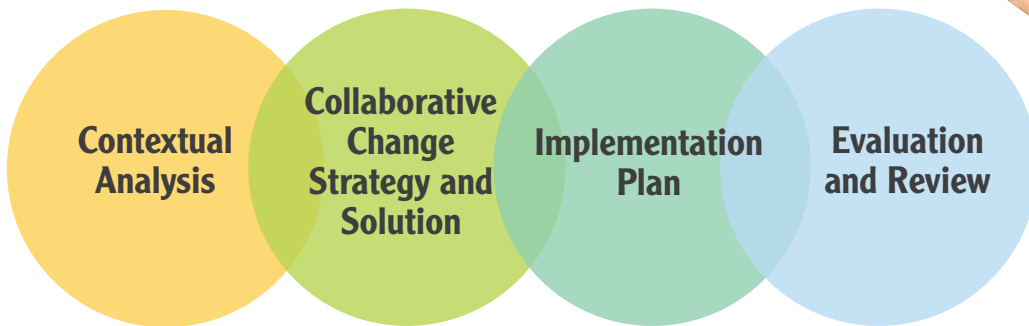 Contextual
Analysis
Collaborative
Change
Strategy and
Solution
Implementation
Plan
Evaluation
and Review